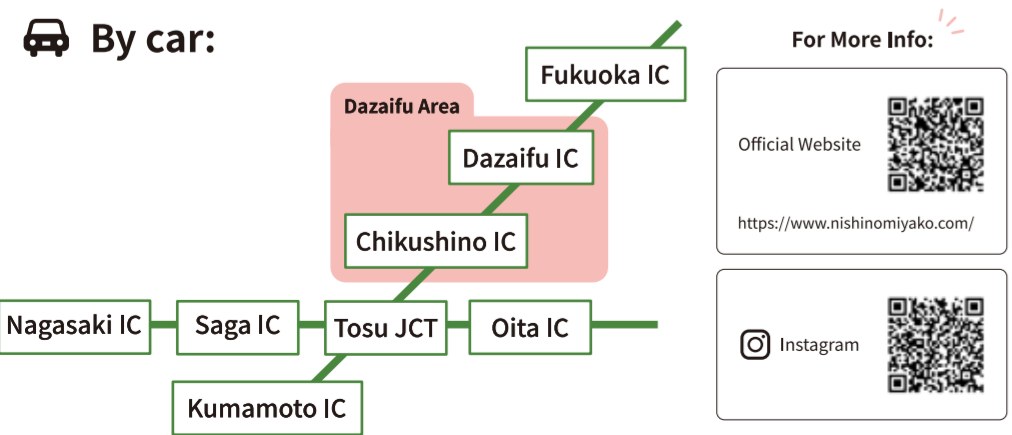 By car:
For More Info:
Fukuoka IC
Dazaifu Area
Dazaifu IC
Chikushino IC
Nagasaki IC
Saga IC
Tosu JCT
Oita IC
Kumamoto IC
Official Website
https://www.nishinomiyako.com/
Instagram